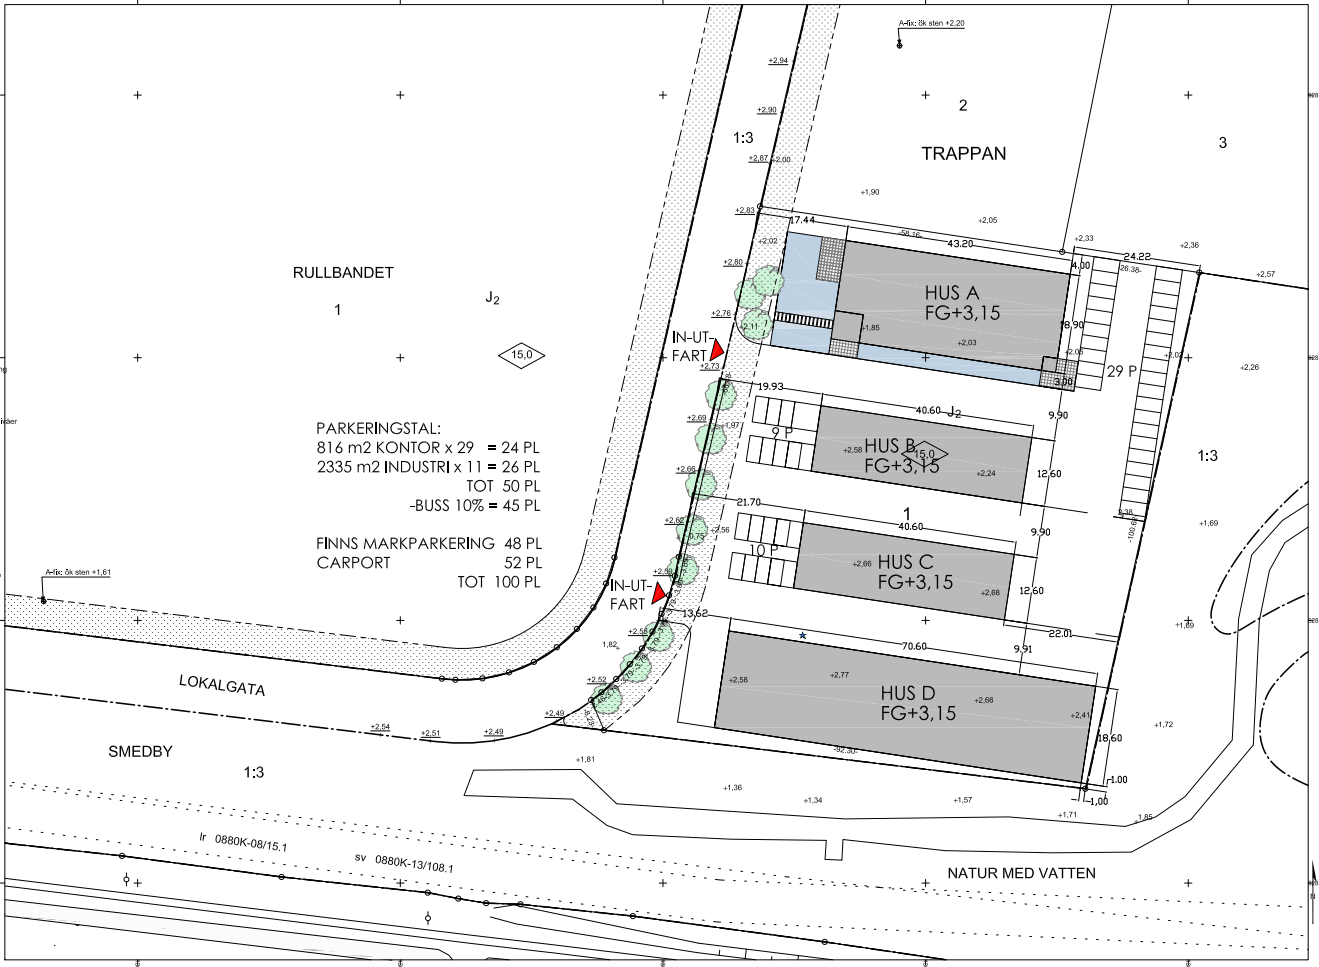 A-fix: ök sten +2,20
+2,94
+2,90
2
1:3
TRAPPAN
3
+2,87
+2,00
+1,90
+2,83
17.44
+2,05
-58.16-
43.20
+2,33
+2,36
24.22
+2,02
+2,80
4.00
-26,38-
+2,57
RULLBANDET
1
J2
HUS A
FG+3,15
+2,76
+2,11
+1,85
18.90
IN-UT-
FART
+2,03
15,0
+2,73
29 P
+2,26
3.00
19.93
PARKERINGSTAL:
816 m2 KONTOR x 29 = 24 PL
2335 m2 INDUSTRI x 11 = 26 PL
TOT 50 PL
-BUSS 10% = 45 PL
FINNS MARKPARKERING 48 PL
CARPORT 52 PL
TOT 100 PL
40.60
J2
9.90
+2,69
+1,97
9 P
HUS B
FG+3,15
+2,58
15,0
+2,24
1:3
12.60
+2,66
21.70
1
+2,62
+2,56
40.60
9.90
+1,69
10 P
HUS C
FG+3,15
+2,66
+2,68
12.60
A-fix: ök sten +1,61
+2,59
IN-UT-
FART
13.62
+2,58
22.01
+1,69
1,82
70.60
9.91
+2,77
+2,58
HUS D
FG+3,15
+2,66
+2,41
LOKALGATA
+2,52
+2,49
+2,54
+2,51
+2,49
+1,72
18.60
-92.30-
SMEDBY
1:3
+1,81
1.00
+1,36
+1,34
+1,57
1,00
+1,71
+1,85
lr 0880K-08/15.1
sv 0880K-13/108.1
NATUR MED VATTEN
N